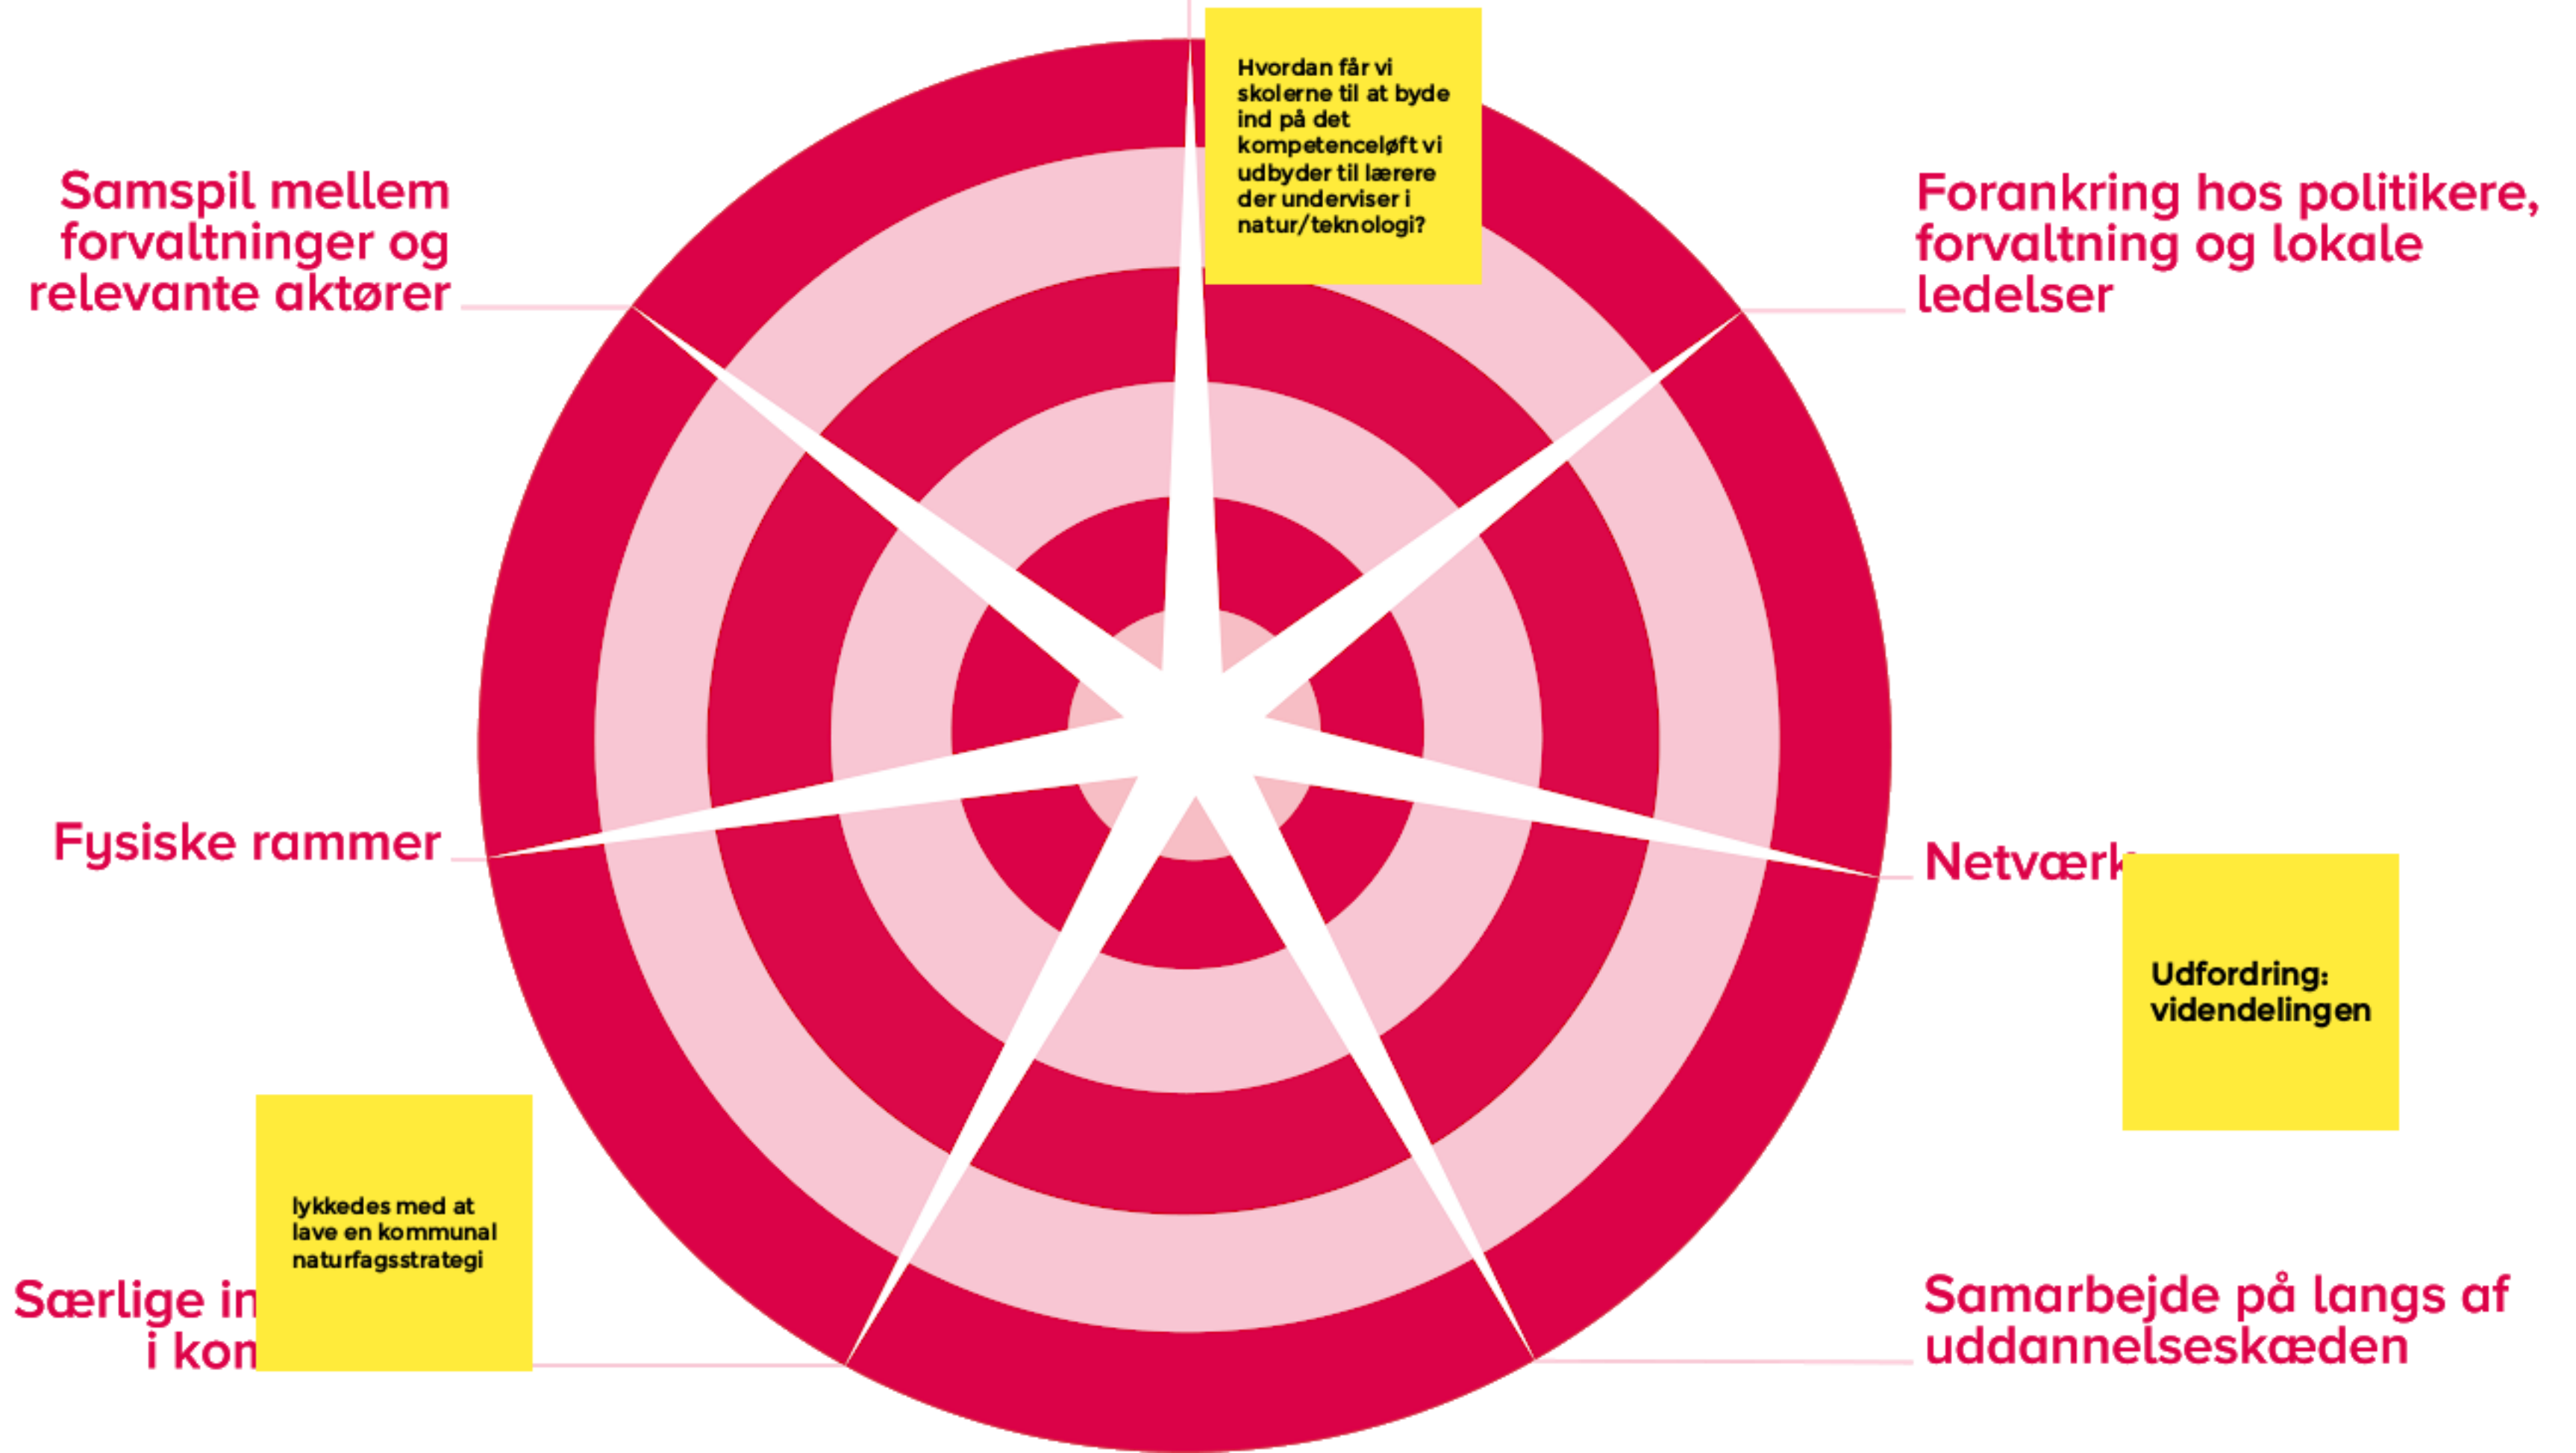 Hvordan får vi
skolerne til at byde
ind på det
kompetenceløft vi
udbyder til lærere
der underviser i
natur/teknologi?
Samspil mellem
forvaltninger og
relevante aktører
Forankring hos politikere,
forvaltning og lokale
ledelser
Fysiske rammer
Netværk
Udfordring:
videndelingen
lykkedes med at
lave en kommunal
naturfagsstrategi
Særlige
i
Samarbejde på langs af
uddannelseskæden